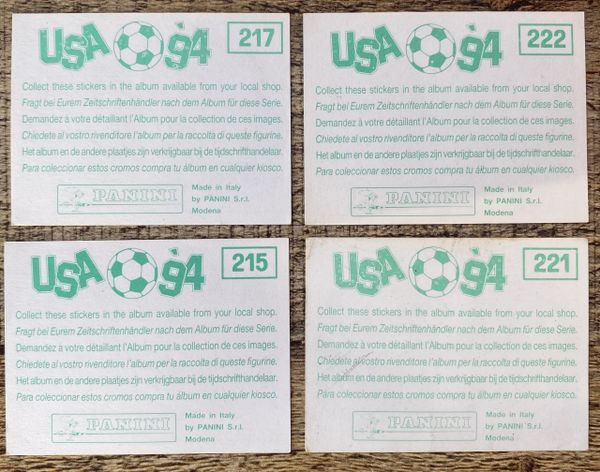 USA '94 217
Collect these stickers in the album available from your local shop.
Fragt bei Eurem Zeitschriftenhändler nach dem Album für diese Serie.
Demandez à votre détaillant l'Album pour la collection de ces images.
Chiedete al vostro rivenditore l'album per la raccolta di queste figurine.
Het album en de andere plaatjes zijn verkrijgbaar bij de tijdschrifthandelaar.
Para coleccionar estos cromos compra tu álbum en cualquier kiosco.
PANINI
Made in Italy
by PANINI S.r.l.
Modena
USA '94 222
Collect these stickers in the album available from your local shop.
Fragt bei Eurem Zeitschriftenhändler nach dem Album für diese Serie.
Demandez à votre détaillant l'Album pour la collection de ces images.
Chiedete al vostro rivenditore l'album per la raccolta di queste figurine.
Het album en de andere plaatjes zijn verkrijgbaar bij de tijdschrifthandelaar.
Para coleccionar estos cromos compra tu álbum en cualquier kiosco.
PANINI
Made in Italy
by PANINI S.r.l.
Modena
USA '94 215
Collect these stickers in the album available from your local shop.
Fragt bei Eurem Zeitschriftenhändler nach dem Album für diese Serie.
Demandez à votre détaillant l'Album pour la collection de ces images.
Chiedete al vostro rivenditore l'album per la raccolta di queste figurine.
Het album en de andere plaatjes zijn verkrijgbaar bij de tijdschrifthandelaar.
Para coleccionar estos cromos compra tu álbum en cualquier kiosco.
PANINI
Made in Italy
by PANINI S.r.l.
Modena
USA '94 221
Collect these stickers in the album available from your local shop.
Fragt bei Eurem Zeitschriftenhändler nach dem Album für diese Serie.
Demandez à votre détaillant l'Album pour la collection de ces images.
Chiedete al vostro rivenditore l'album per la raccolta di queste figurine.
Het album en de andere plaatjes zijn verkrijgbaar bij de tijdschrifthandelaar.
Para coleccionar estos cromos compra tu álbum en cualquier kiosco.
PANINI
Made in Italy
by PANINI S.r.l.
Modena